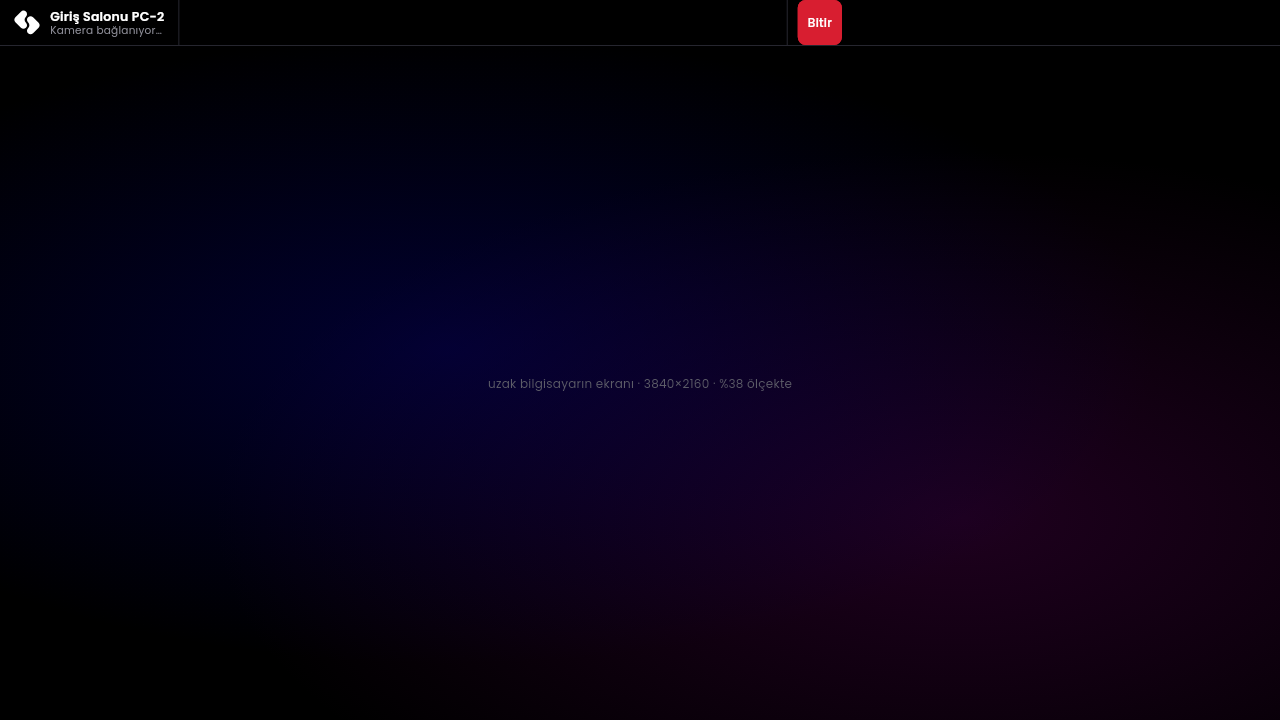 Giriş Salonu PC-2
Kamera bağlanıyor...
Bitir
uzak bilgisayarın ekranı · 3840×2160 · %38 ölçekte